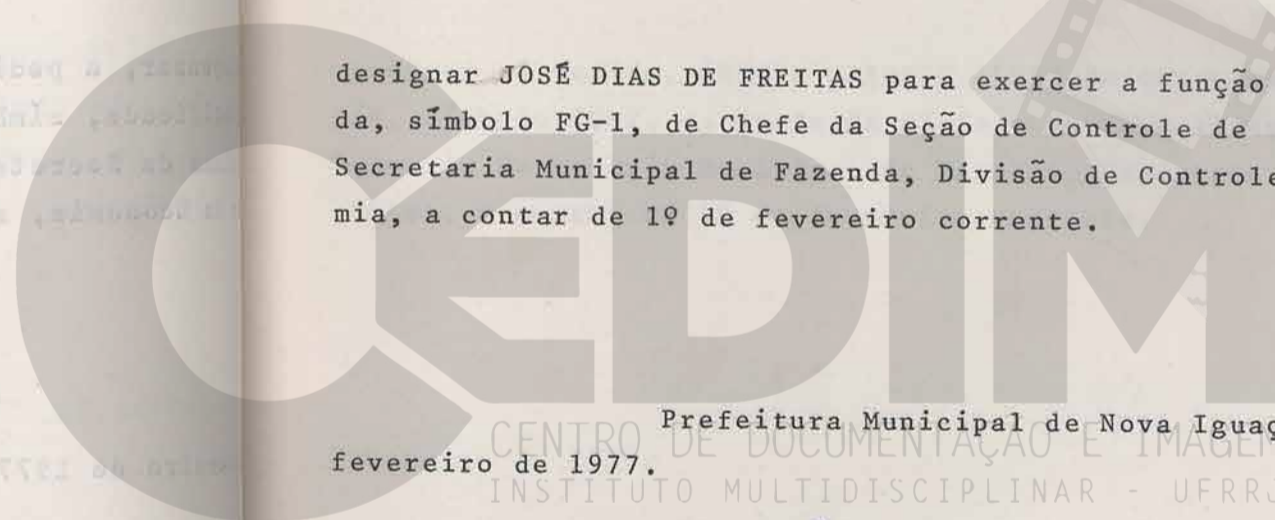 designar JOSÉ DIAS DE FREITAS para exercer a função
da, símbolo FG-1, de Chefe da Seção de Controle de
Secretaria Municipal de Fazenda, Divisão de Controle
mia, a contar de 1º de fevereiro corrente.
Prefeitura Municipal de Nova Iguaç
fevereiro de 1977.
CEDIM
CENTRO DE DOCUMENTAÇÃO E IMAGEM
INSTITUTO MULTIDISCIPLINAR - UFRRJ